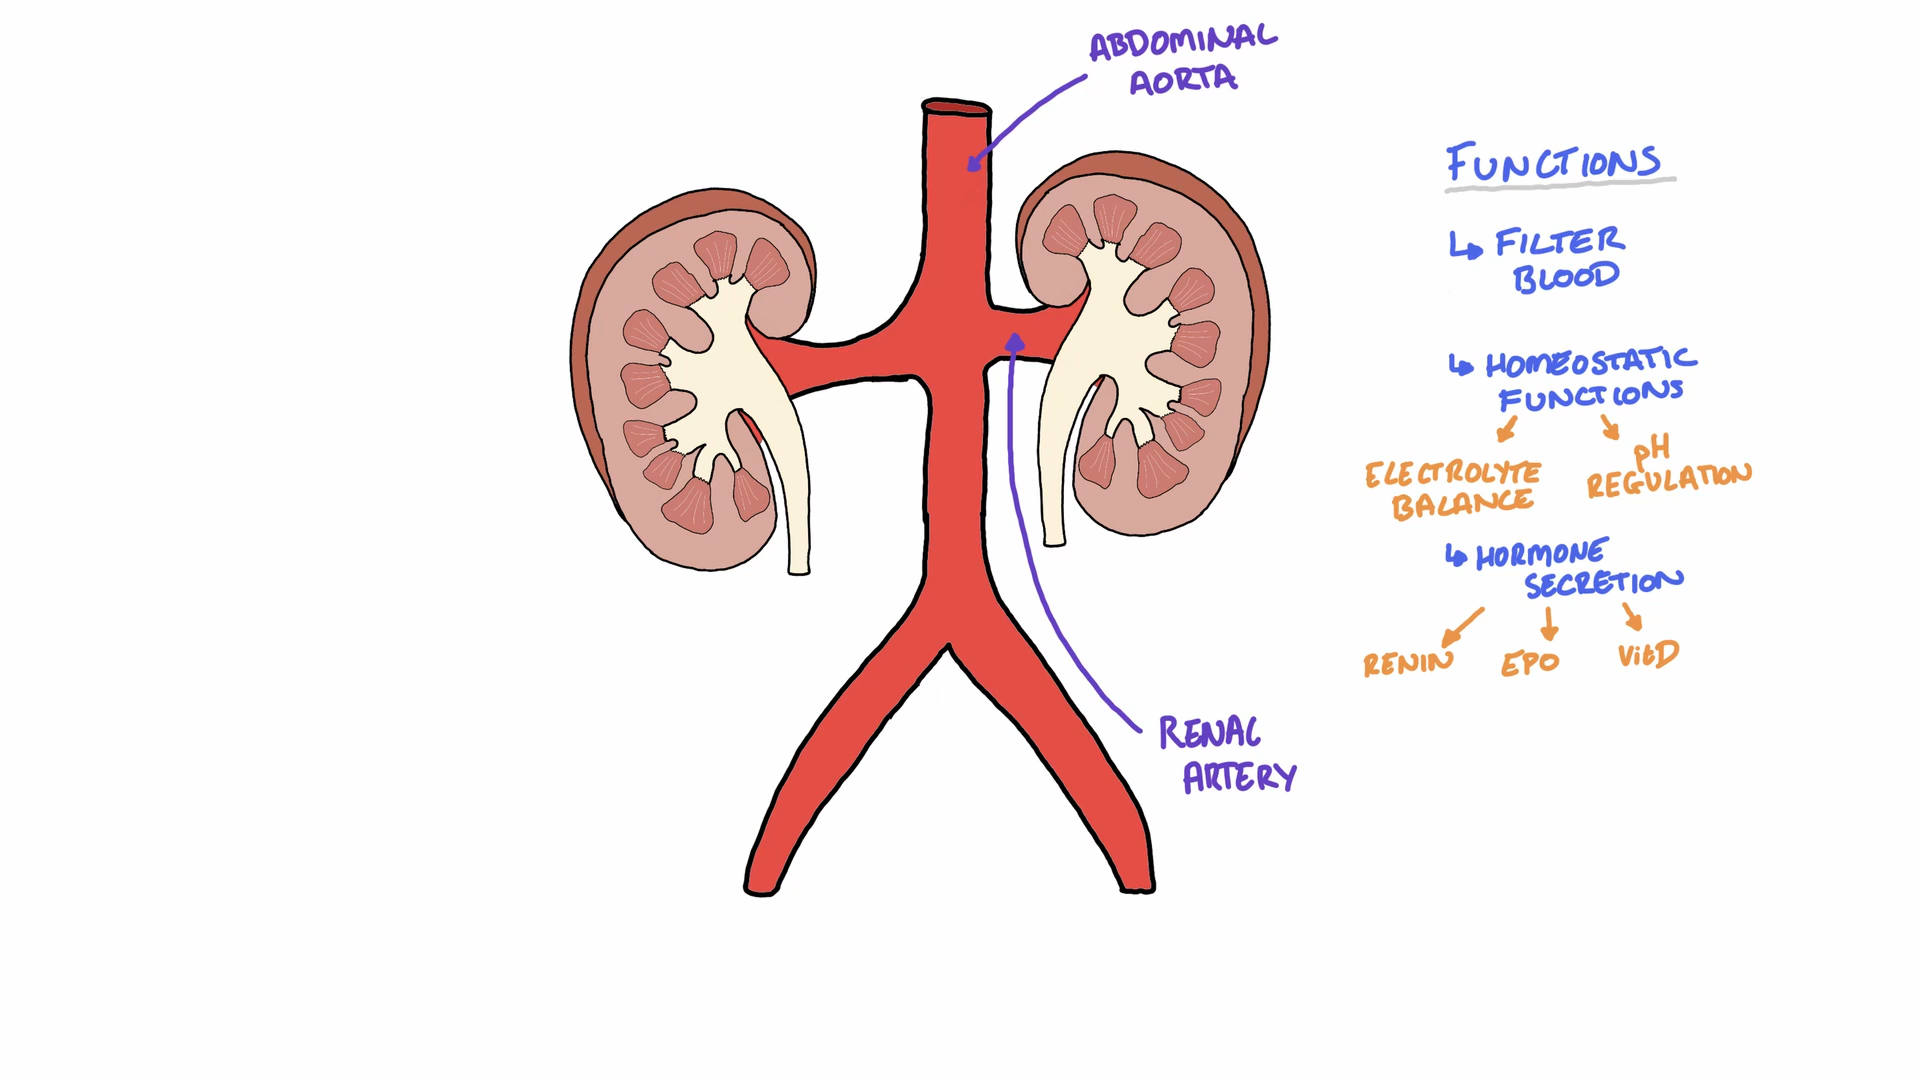 ABDOMINAL
AORTA
FUNCTIONS
↳ FILTER
BLOOD
↳ HOMEOSTATIC
FUNCTIONS
ELECTROLYTE
BALANCE
pH
REGULATION
↳ HORMONE
SECRETION
RENIN
EPO
VitD
RENAL
ARTERY